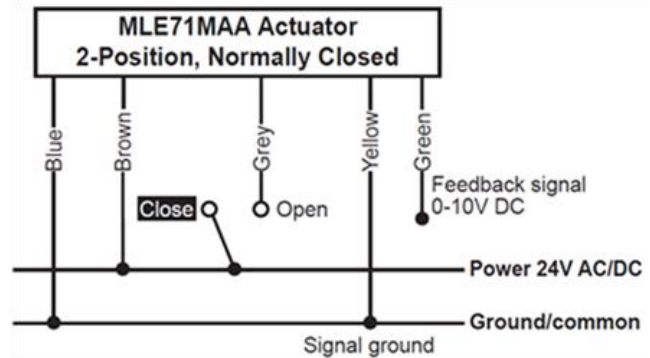 MLE71MAA Actuator
2-Position, Normally Closed
Blue
Brown
Grey
Yellow
Green
Close
Open
Feedback signal
0-10V DC
Power 24V AC/DC
Ground/common
Signal ground